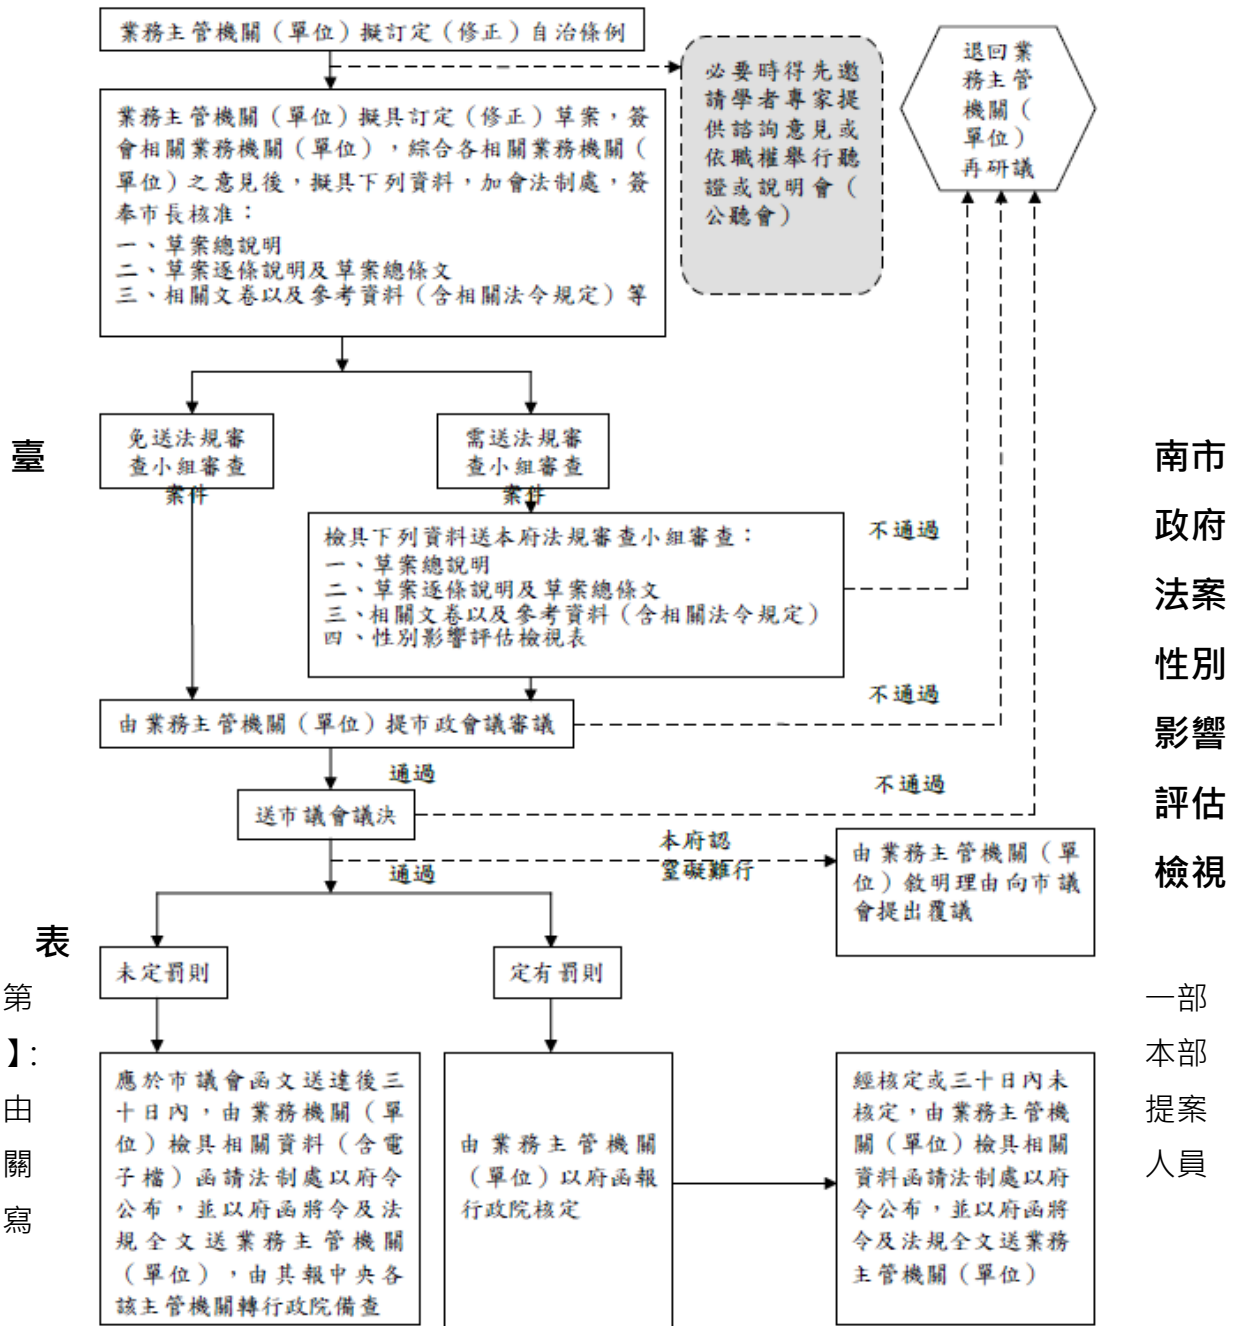 業務主管機關（單位）擬訂定（修正）自治條例
必要時得先邀
請學者專家提
供諮詢意見或
依職權舉行聽
證或說明會（
公聽會）
退回業
務主管
機關（
單位）
再研議
業務主管機關（單位）擬具訂定（修正）草案，簽
會相關業務機關（單位），綜合各相關業務機關（
單位）之意見後，擬具下列資料，加會法制處，簽
奉市長核准：
一、草案總說明
二、草案逐條說明及草案總條文
三、相關文卷以及參考資料（含相關法令規定）等
免送法規審
查小組審查
案件
需送法規審
查小組審查
案件
檢具下列資料送本府法規審查小組審查：
一、草案總說明
二、草案逐條說明及草案總條文
三、相關文卷以及參考資料（含相關法令規定）
四、性別影響評估檢視表
不通過
由業務主管機關（單位）提市政會議審議
不通過
通過
送市議會議決
不通過
通過
本府認
窒礙難行
由業務主管機關（單
位）敘明理由向市議
會提出覆議
未定罰則
定有罰則
應於市議會函文送達後三
十日內，由業務機關（單
位）檢具相關資料（含電
子檔）函請法制處以府令
公布，並以府函將令及法
規全文送業務主管機關
（單位），由其報中央各
該主管機關轉行政院備查
由業務主管機關
（單位）以府函報
行政院核定
經核定或三十日內未
核定，由業務主管機
關（單位）檢具相關
資料函請法制處以府
令公布，並以府函將
令及法規全文送業務
主管機關（單位）
臺 南市
政府
法案
性別
影響
評估
檢視
表
第 一部
】： 本部
由 提案
關 人員
寫